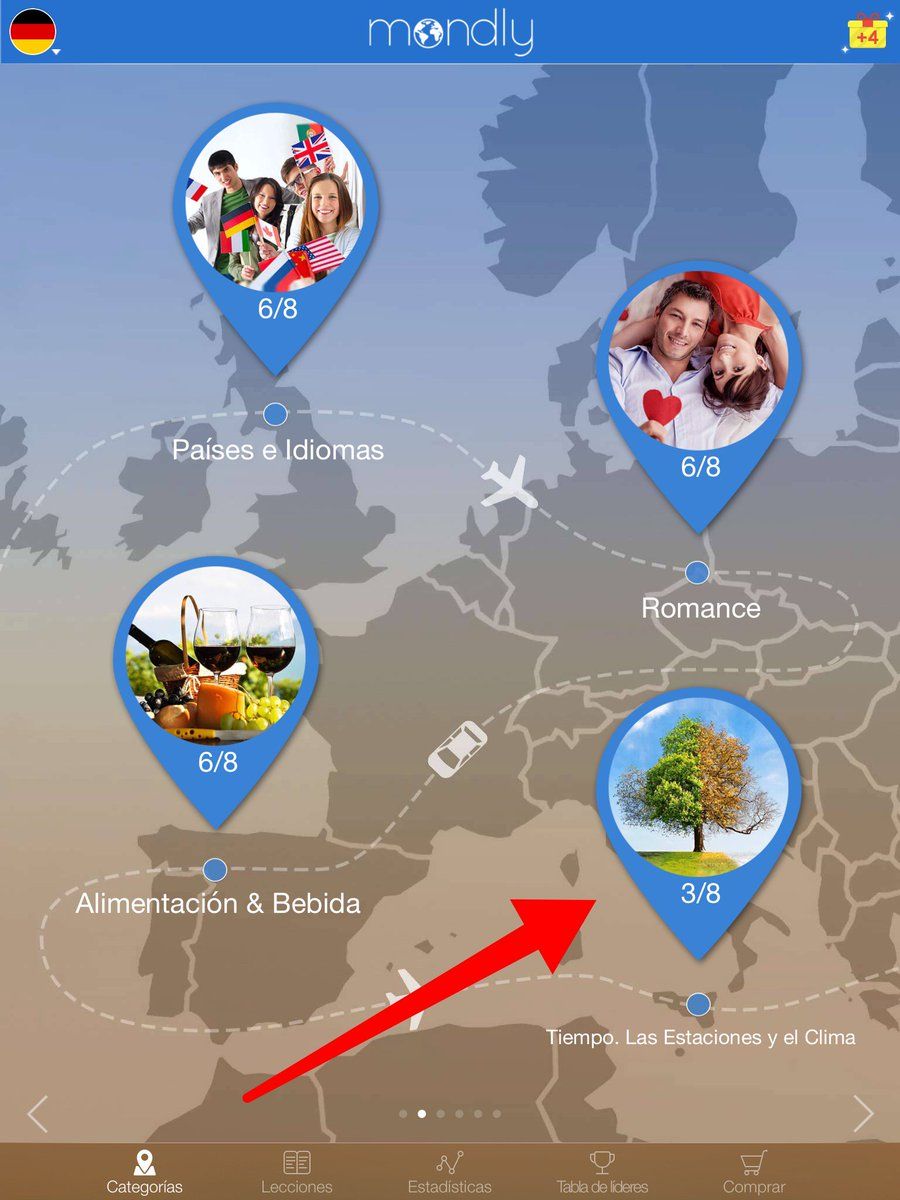 mondly
+4
6/8
Países e Idiomas
6/8
Romance
6/8
Alimentación & Bebida
3/8
Tiempo. Las Estaciones y el Clima
Categorías
Lecciones
Estadísticas
Tabla de líderes
Comprar